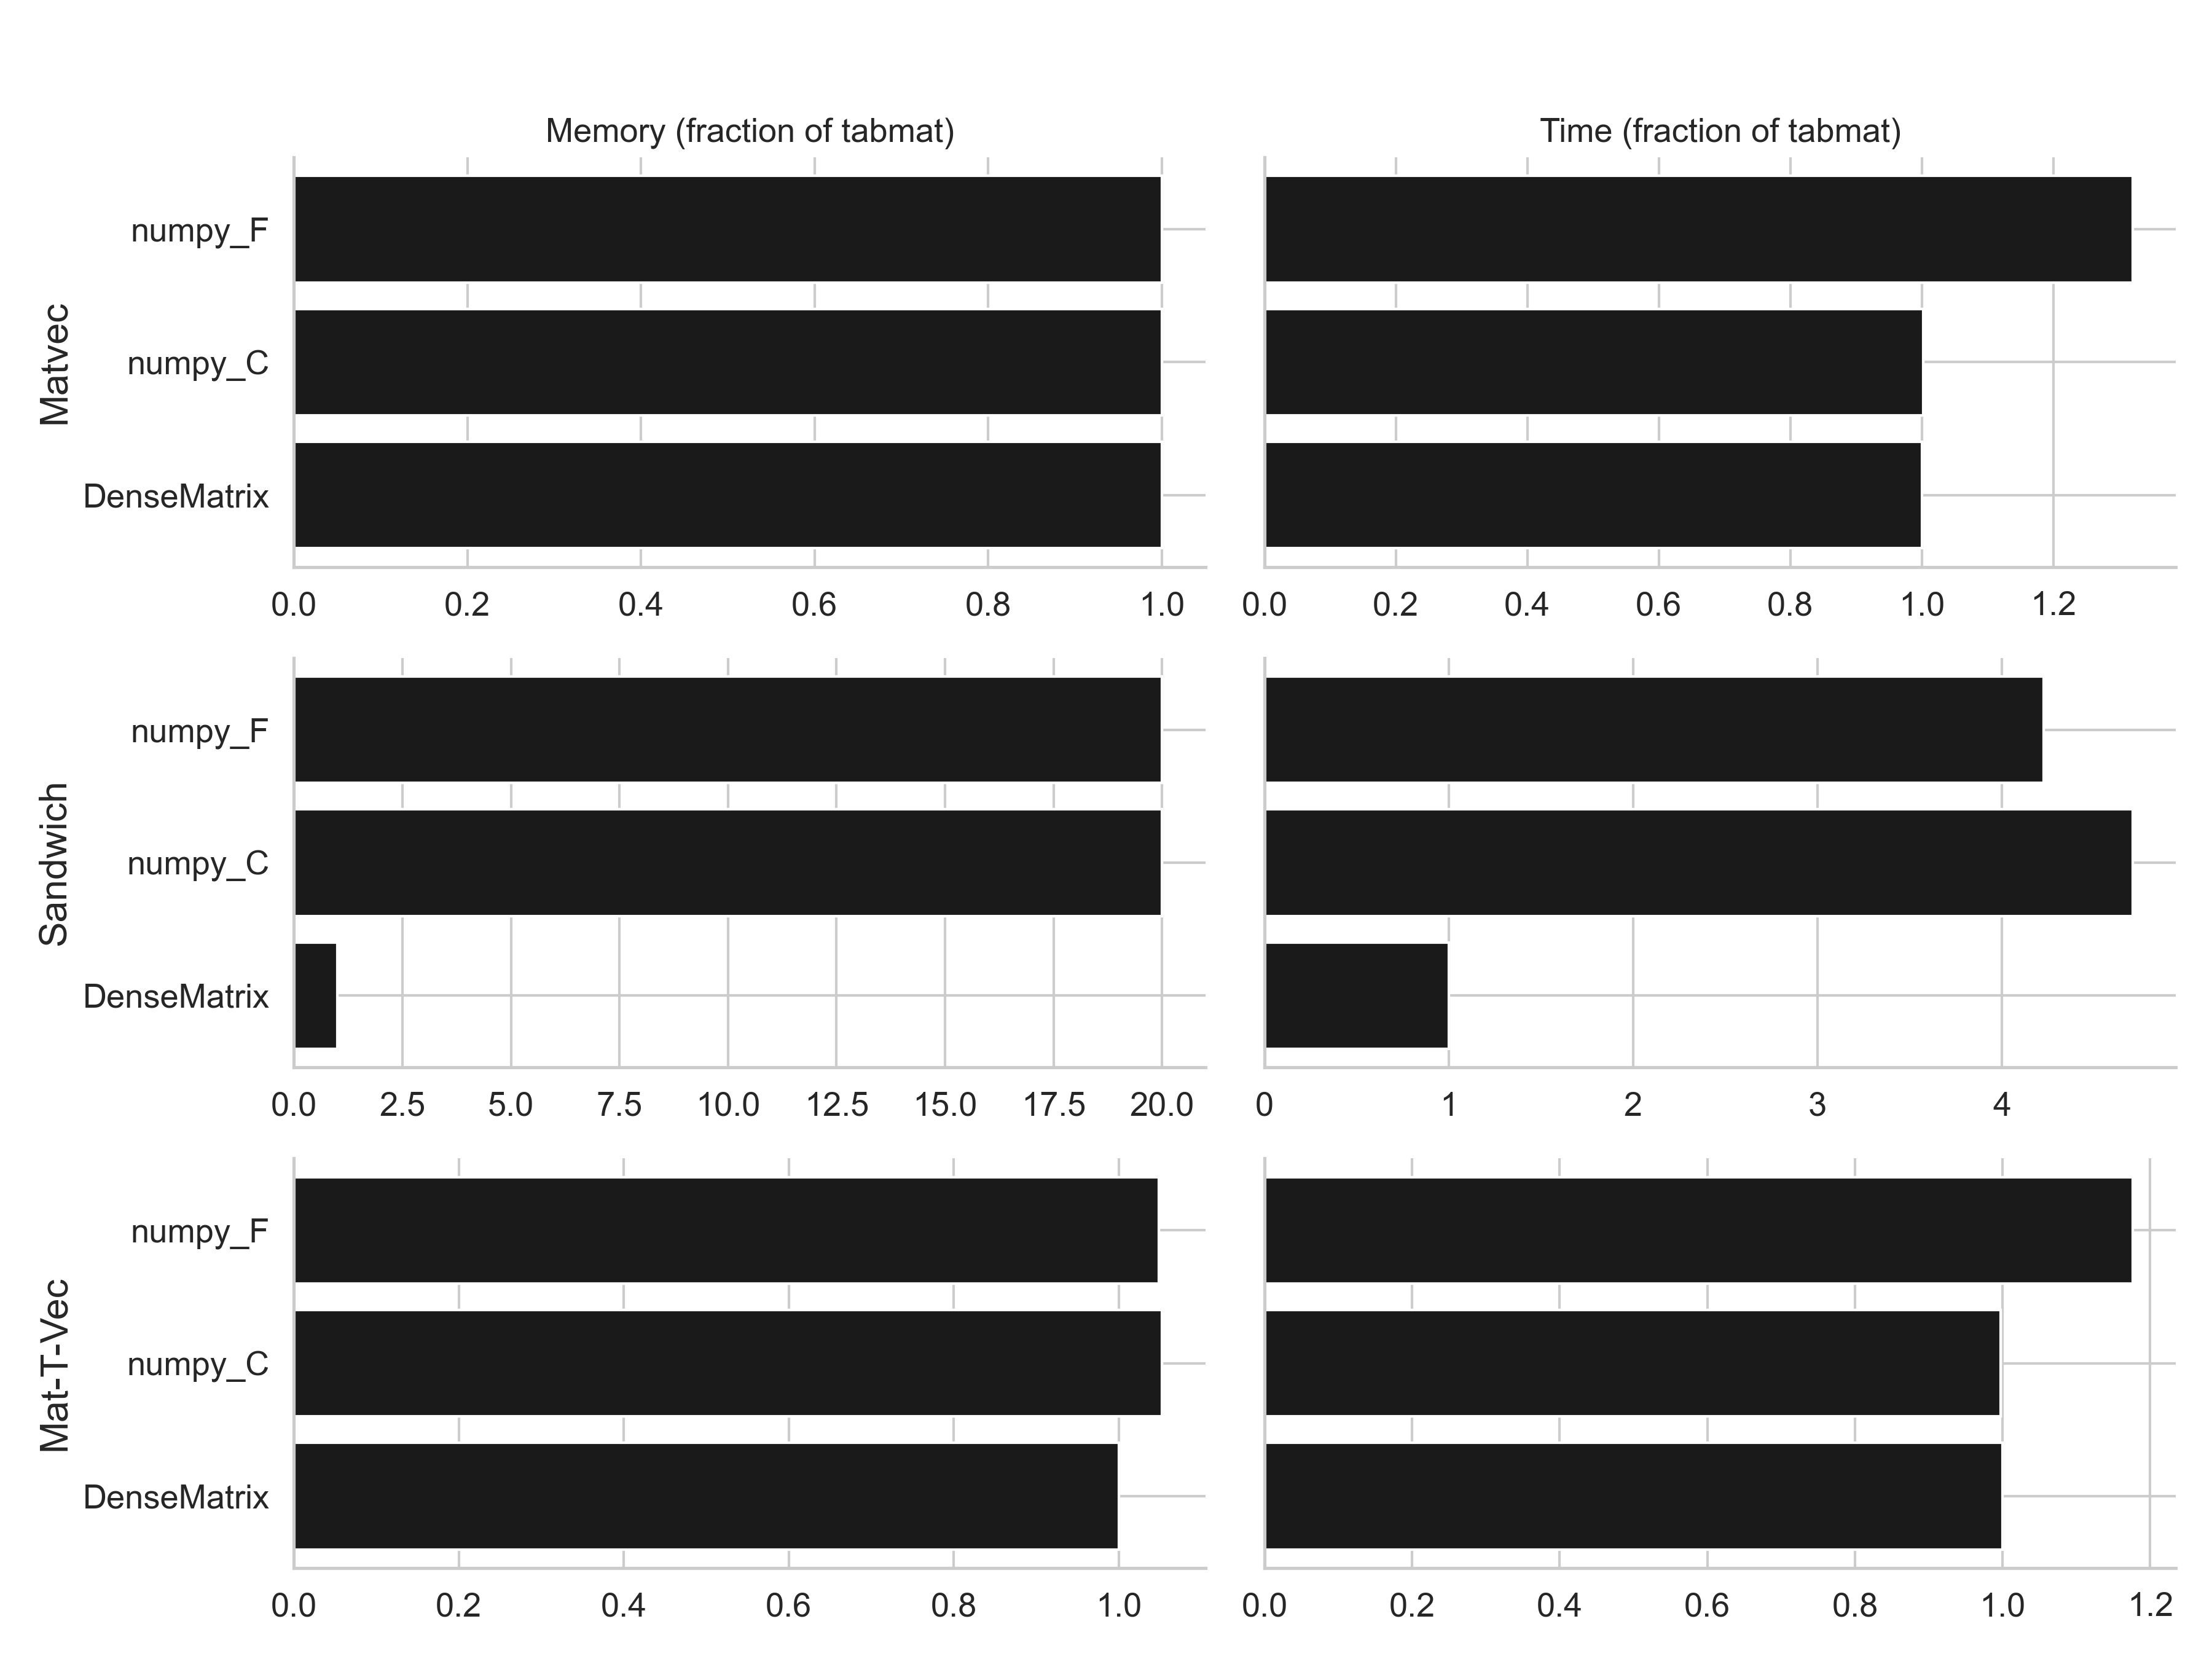 Memory (fraction of tabmat)
Time (fraction of tabmat)
Matvec
numpy_F
numpy_C
DenseMatrix
0.0 0.2 0.4 0.6 0.8 1.0
0.0 0.2 0.4 0.6 0.8 1.0 1.2
Sandwich
numpy_F
numpy_C
DenseMatrix
0.0 2.5 5.0 7.5 10.0 12.5 15.0 17.5 20.0
0 1 2 3 4
Mat-T-Vec
numpy_F
numpy_C
DenseMatrix
0.0 0.2 0.4 0.6 0.8 1.0
0.0 0.2 0.4 0.6 0.8 1.0 1.2